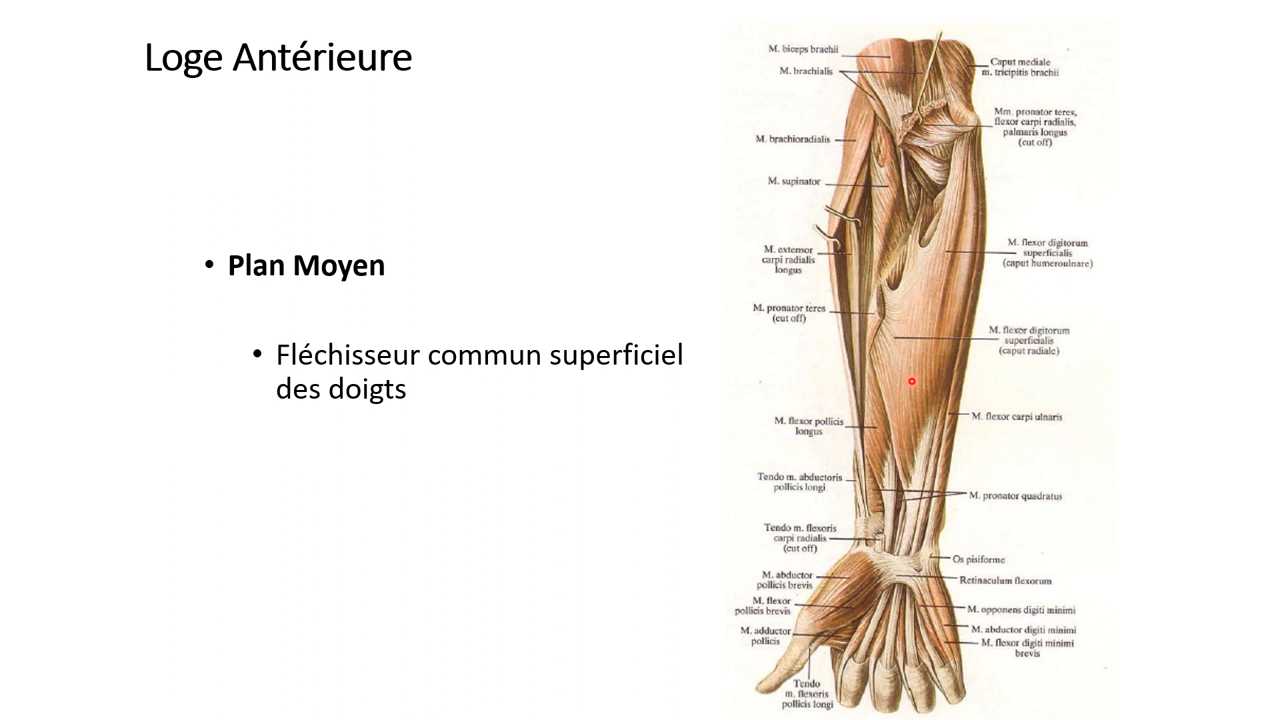 Loge Antérieure
• Plan Moyen
• Fléchisseur commun superficiel
des doigts
M. biceps brachii
M. brachialis
M. brachioradialis
M. supinator
M. extensor
carpi radialis
longus
M. pronator teres
(cut off)
M. flexor pollicis
longus
Tendo m. abductoris
pollicis longi
Tendo m. flexoris
carpi radialis
(cut off)
M. abductor
pollicis brevis
M. flexor
pollicis brevis
M. adductor
pollicis
Tendo
m. flexoris
pollicis longi
Caput mediale
m. tricipitis brachii
Mm. pronator teres,
flexor carpi radialis,
palmaris longus
(cut off)
M. flexor digitorum
superficialis
(caput humeroulnare)
M. flexor digitorum
superficialis
(caput radiale)
M. flexor carpi ulnaris
M. pronator quadratus
Os pisiforme
Retinaculum flexorum
M. opponens digiti minimi
M. abductor digiti minimi
M. flexor digiti minimi
brevis